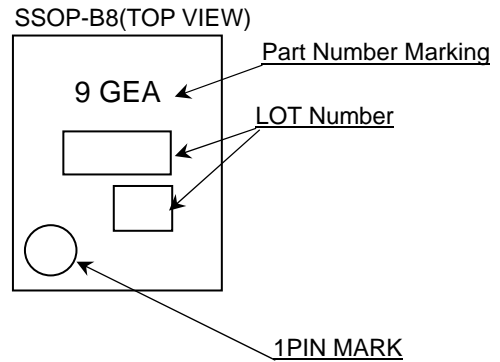 SSOP-B8(TOP VIEW)
Part Number Marking
9 GEA
LOT Number
1PIN MARK